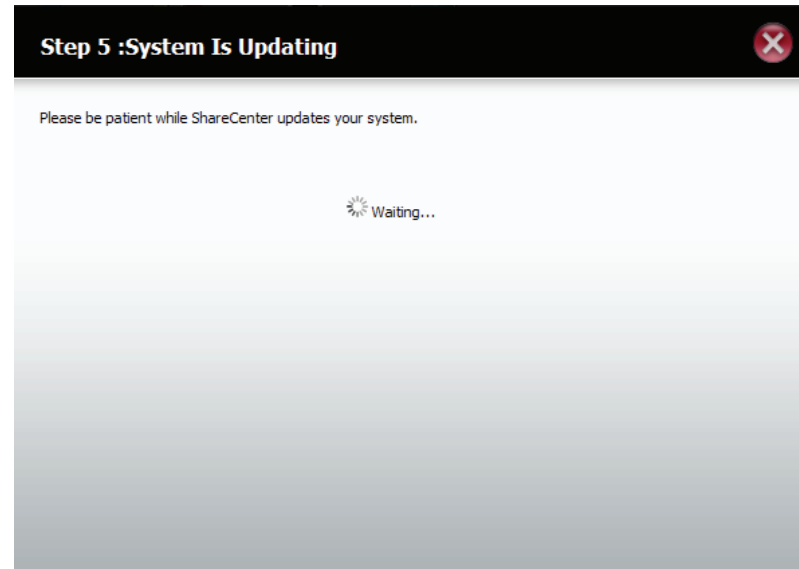 Step 5 :System Is Updating
Please be patient while ShareCenter updates your system.
Waiting...